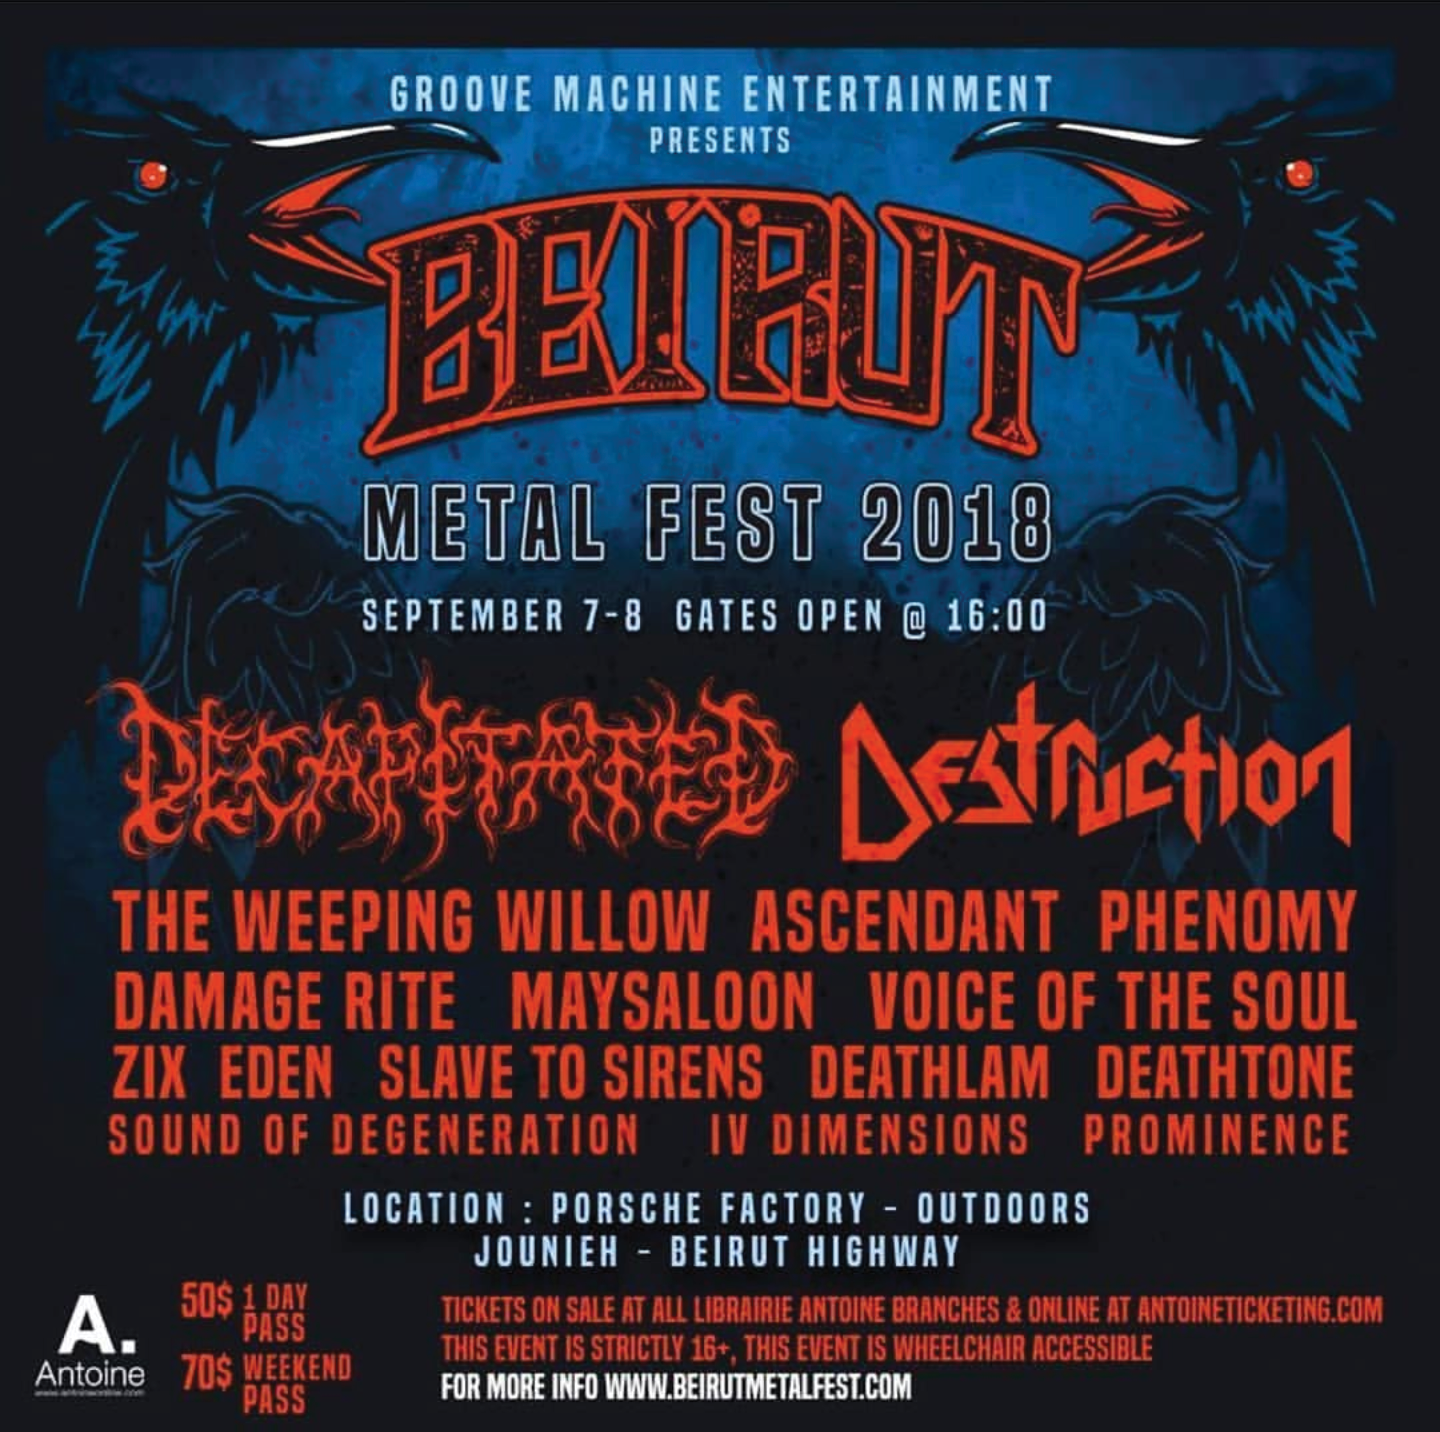 GROOVE MACHINE ENTERTAINMENT
PRESENTS
BEIRUT
METAL FEST 2018
SEPTEMBER 7-8 GATES OPEN @ 16:00
DECAPITATED DESTRUCTION
THE WEEPING WILLOW ASCENDANT PHENOMY
DAMAGE RITE MAYSALOON VOICE OF THE SOUL
ZIX EDEN SLAVE TO SIRENS DEATHLAM DEATHTONE
SOUND OF DEGENERATION IV DIMENSIONS PROMINENCE
LOCATION : PORSCHE FACTORY - OUTDOORS
JOUNIEH - BEIRUT HIGHWAY
A.
Antoine
www.antoineonline.com
50$ 1 DAY
PASS
70$ WEEKEND
PASS
TICKETS ON SALE AT ALL LIBRAIRIE ANTOINE BRANCHES & ONLINE AT ANTOINETICKETING.COM
THIS EVENT IS STRICTLY 16+, THIS EVENT IS WHEELCHAIR ACCESSIBLE
FOR MORE INFO WWW.BEIRUTMETALFEST.COM